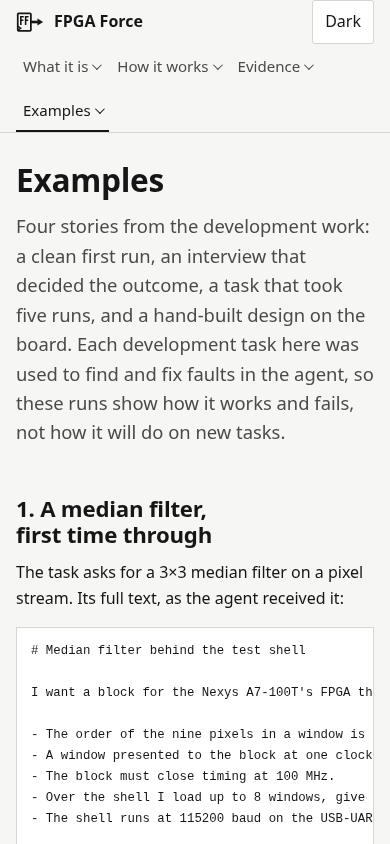 FF FPGA Force Dark
What it is How it works Evidence
Examples
Examples
Four stories from the development work:
a clean first run, an interview that
decided the outcome, a task that took
five runs, and a hand-built design on the
board. Each development task here was
used to find and fix faults in the agent, so
these runs show how it works and fails,
not how it will do on new tasks.
1. A median filter,
first time through
The task asks for a 3×3 median filter on a pixel
stream. Its full text, as the agent received it:
# Median filter behind the test shell
I want a block for the Nexys A7-100T's FPGA th
- The order of the nine pixels in a window is
- A window presented to the block at one clock
- The block must close timing at 100 MHz.
- Over the shell I load up to 8 windows, give
- The shell runs at 115200 baud on the USB-UAR